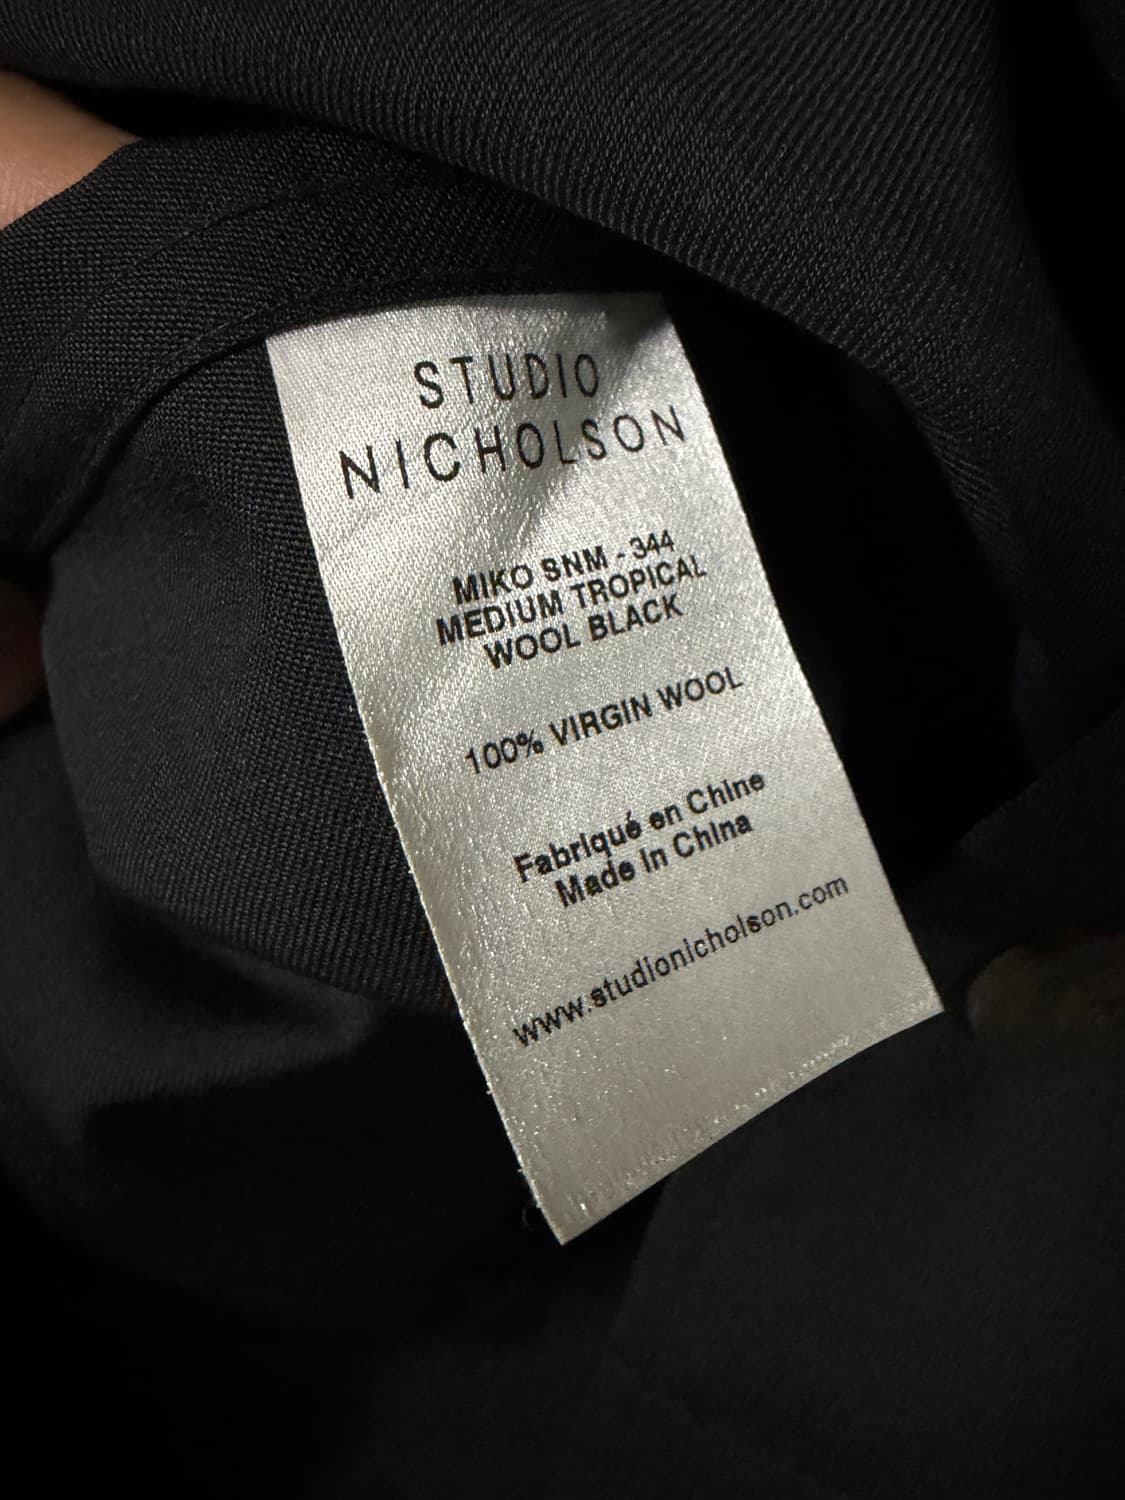 STUDIO
NICHOLSON
MIKO SNM - 344
MEDIUM TROPICAL
WOOL BLACK
100% VIRGIN WOOL
Fabriqué en Chine
Made in China
www.studionicholson.com